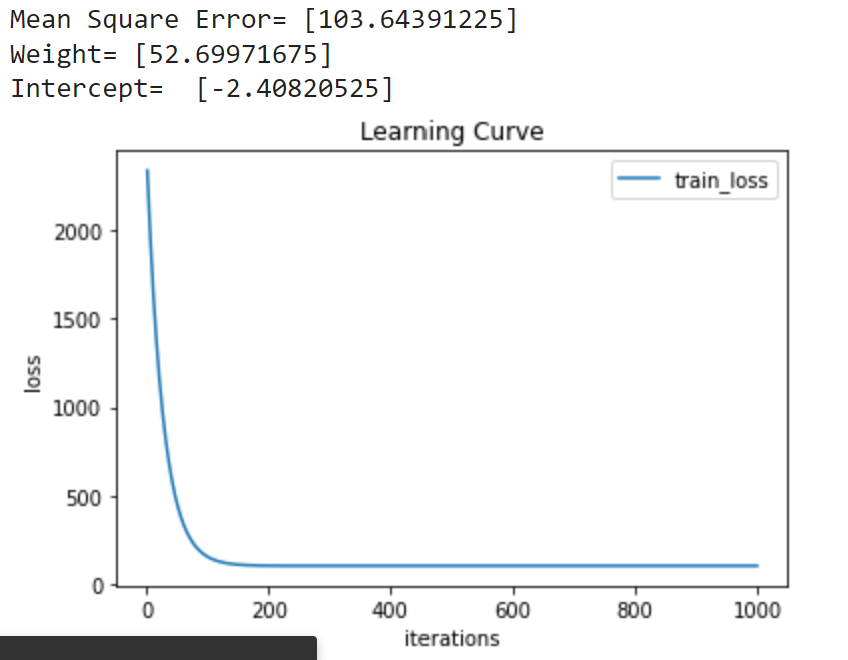 Mean Square Error= [103.64391225]
Weight= [52.69971675]
Intercept=  [-2.40820525]
Learning Curve
train_loss
2000
1500
1000
500
0
loss
0 200 400 600 800 1000
iterations